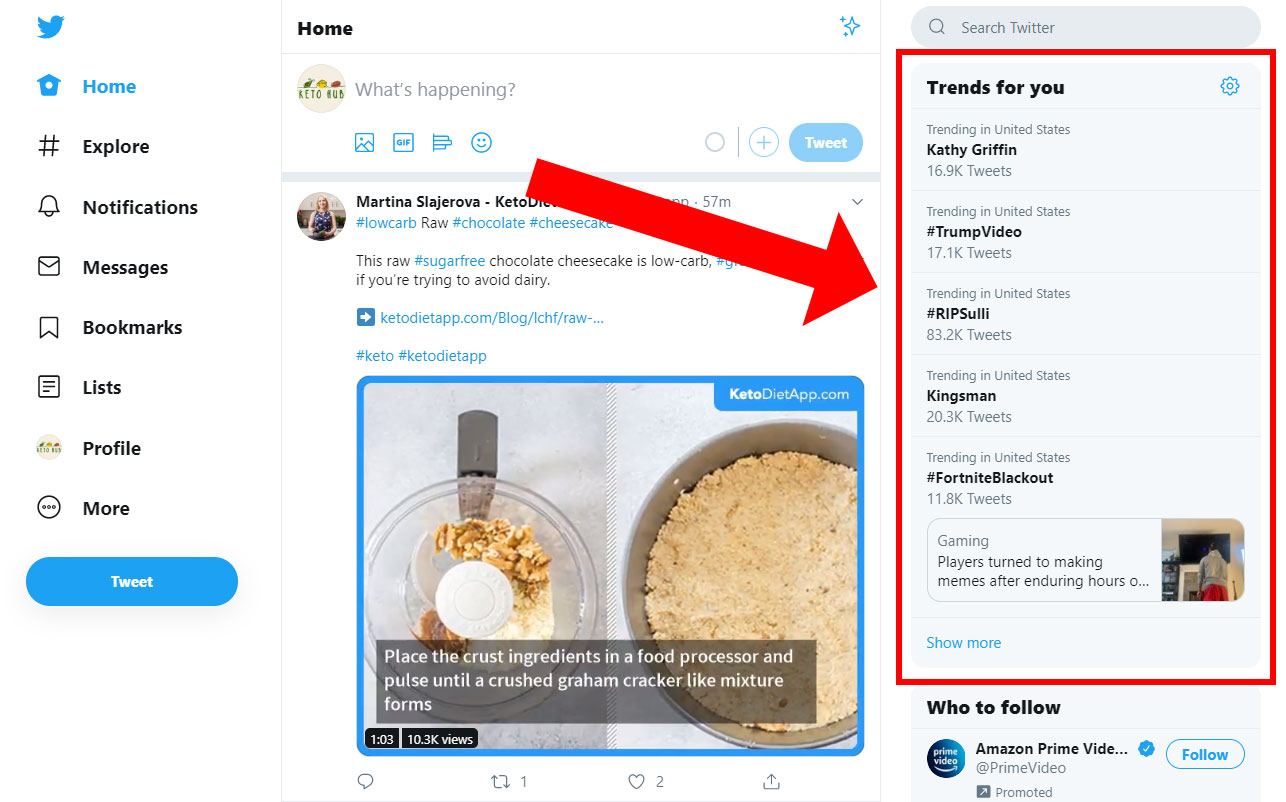 Home
Explore
Notifications
Messages
Bookmarks
Lists
KETO HUB
Profile
More
Tweet
Home
KETO HUB
What's happening?
GIF
Tweet
Martina Slajerova - KetoDiet · 57m
#lowcarb Raw #chocolate #cheesecake
This raw #sugarfree chocolate cheesecake is low-carb,
if you're trying to avoid dairy.
ketodietapp.com/Blog/lchf/raw-...
#keto #ketodietapp
KetoDietApp.com
Place the crust ingredients in a food processor and
pulse until a crushed graham cracker like mixture
forms
1:03 10.3K views
1 2
Search Twitter
Trends for you
Trending in United States
Kathy Griffin
16.9K Tweets
Trending in United States
#TrumpVideo
17.1K Tweets
Trending in United States
#RIPSulli
83.2K Tweets
Trending in United States
Kingsman
20.3K Tweets
Trending in United States
#FortniteBlackout
11.8K Tweets
Gaming
Players turned to making
memes after enduring hours o...
Show more
Who to follow
prime video
Amazon Prime Vide...
@PrimeVideo
Follow
Promoted